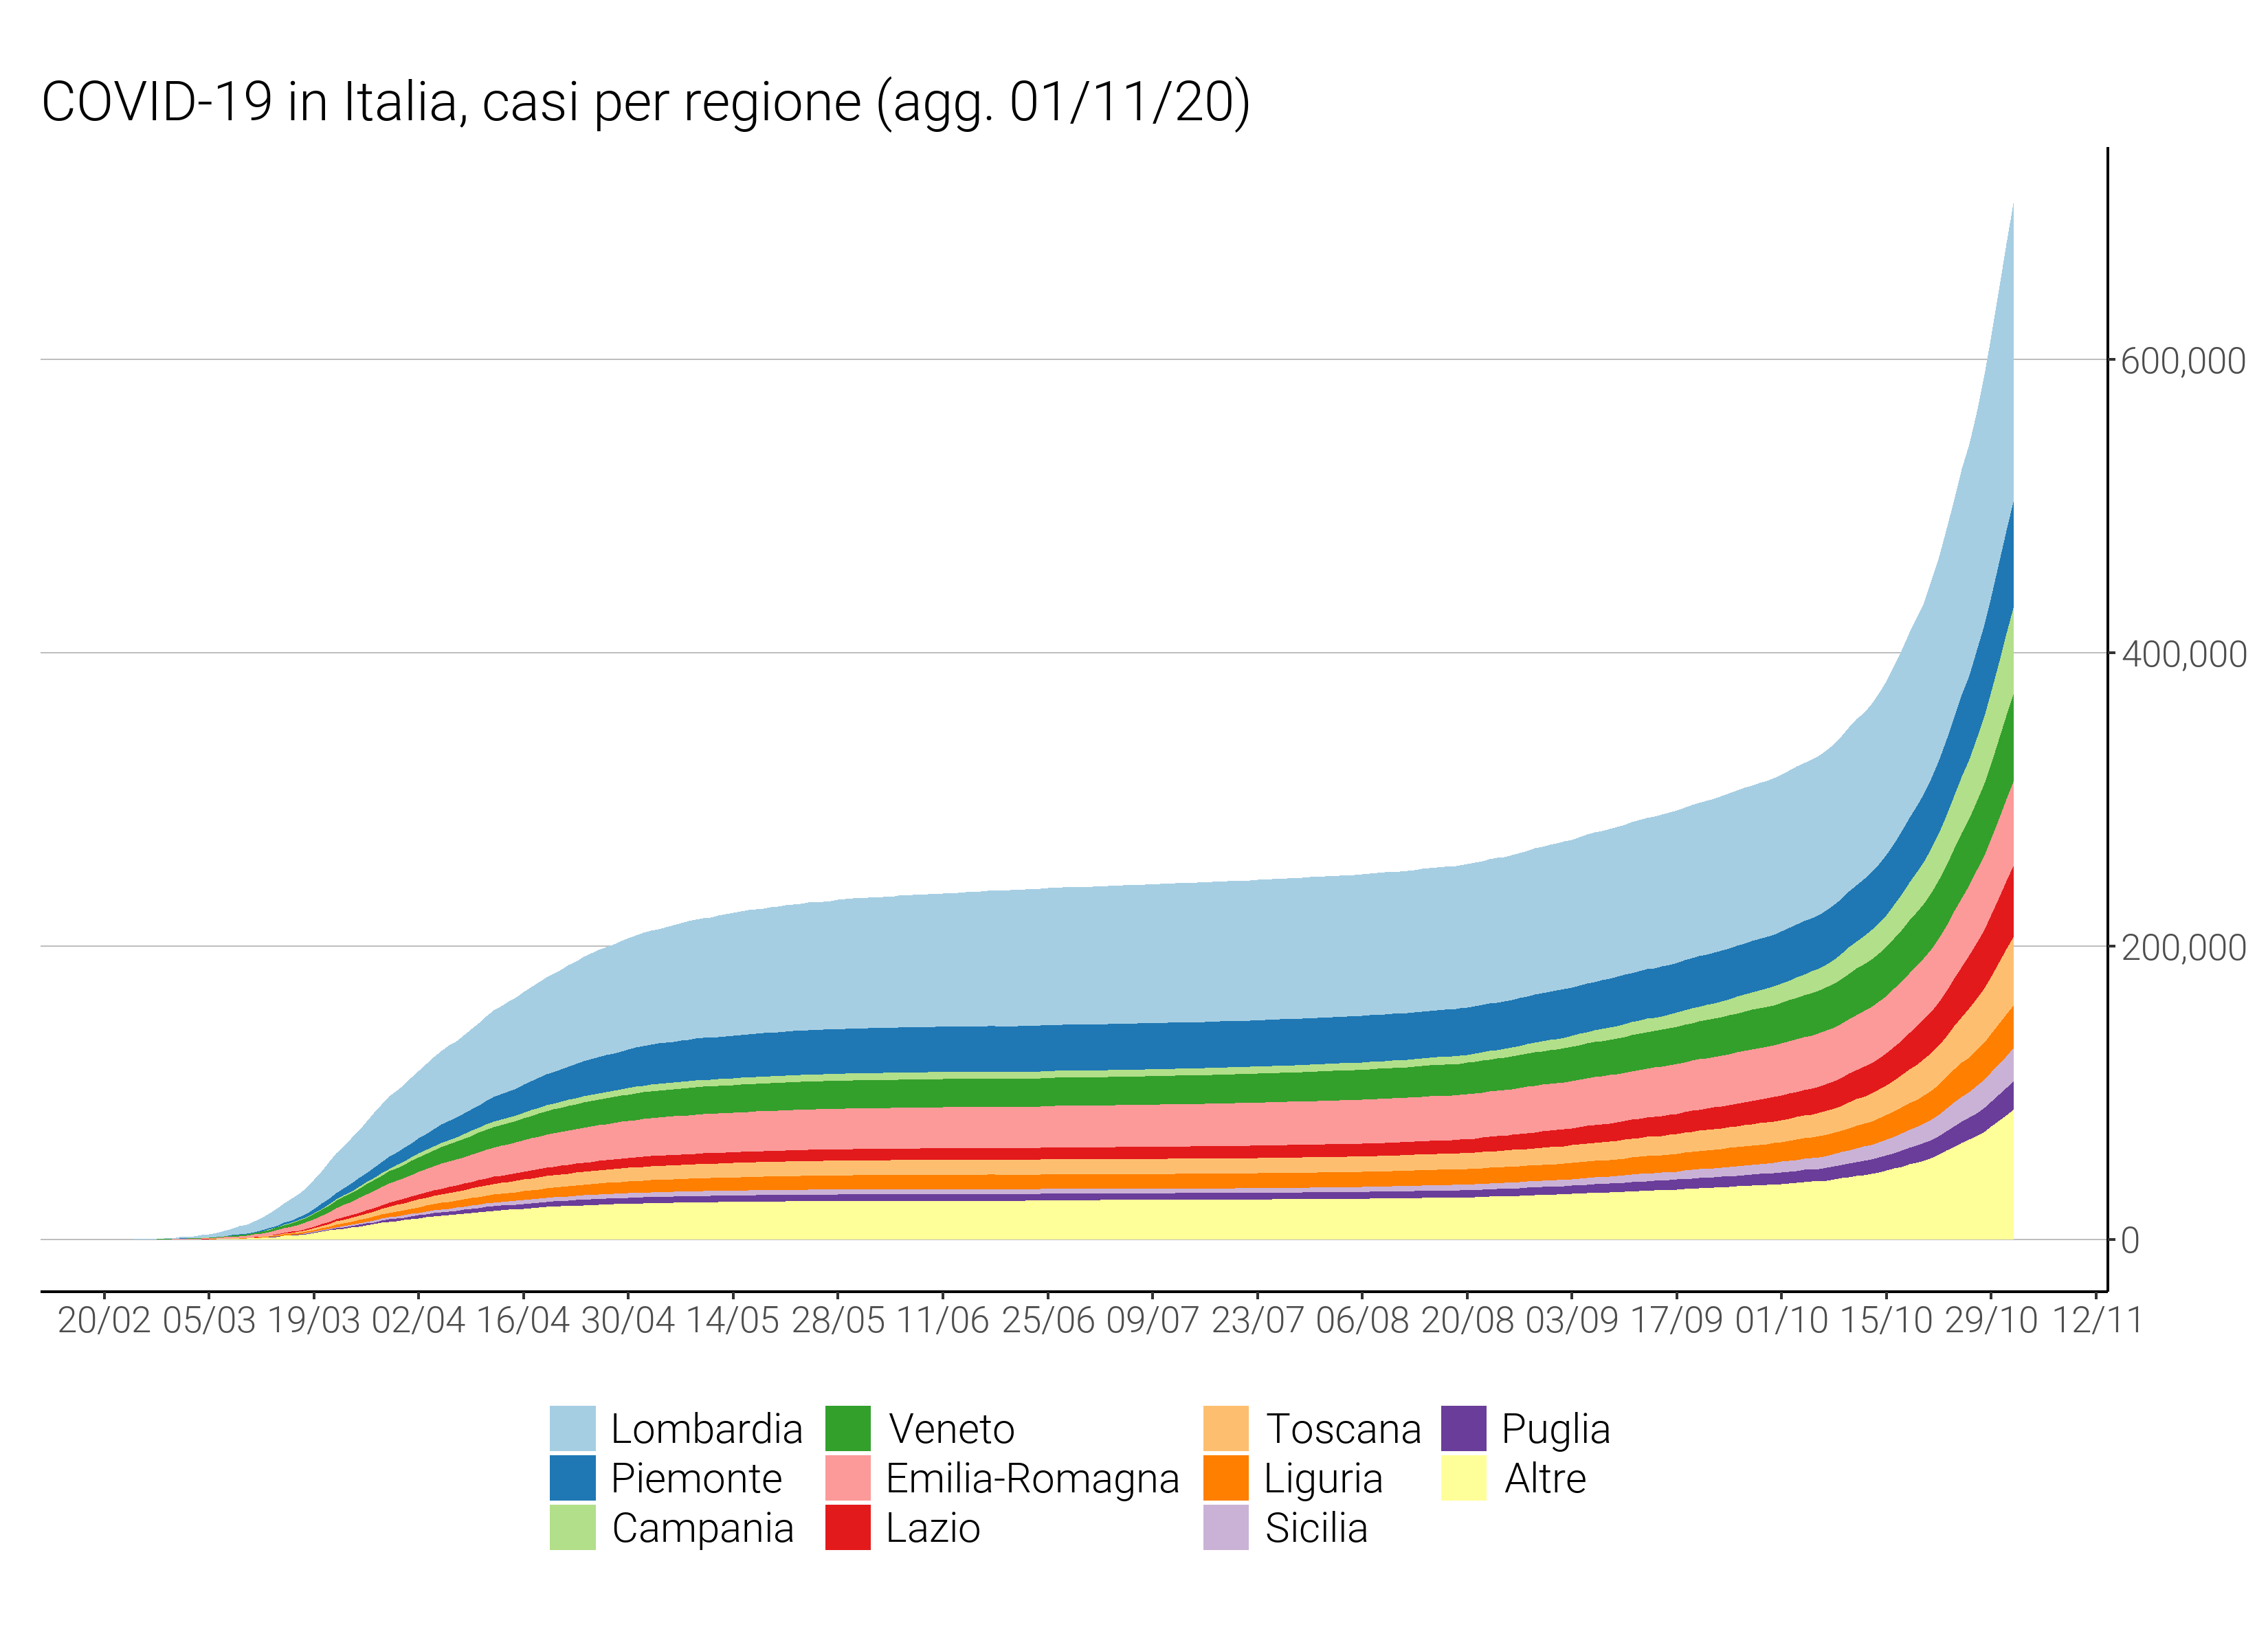 COVID-19 in Italia, casi per regione (agg. 01/11/20)
600,000
400,000
200,000
0
20/02 05/03 19/03 02/04 16/04 30/04 14/05 28/05 11/06 25/06 09/07 23/07 06/08 20/08 03/09 17/09 01/10 15/10 29/10 12/11
Lombardia Veneto Toscana Puglia
Piemonte Emilia-Romagna Liguria Altre
Campania Lazio Sicilia